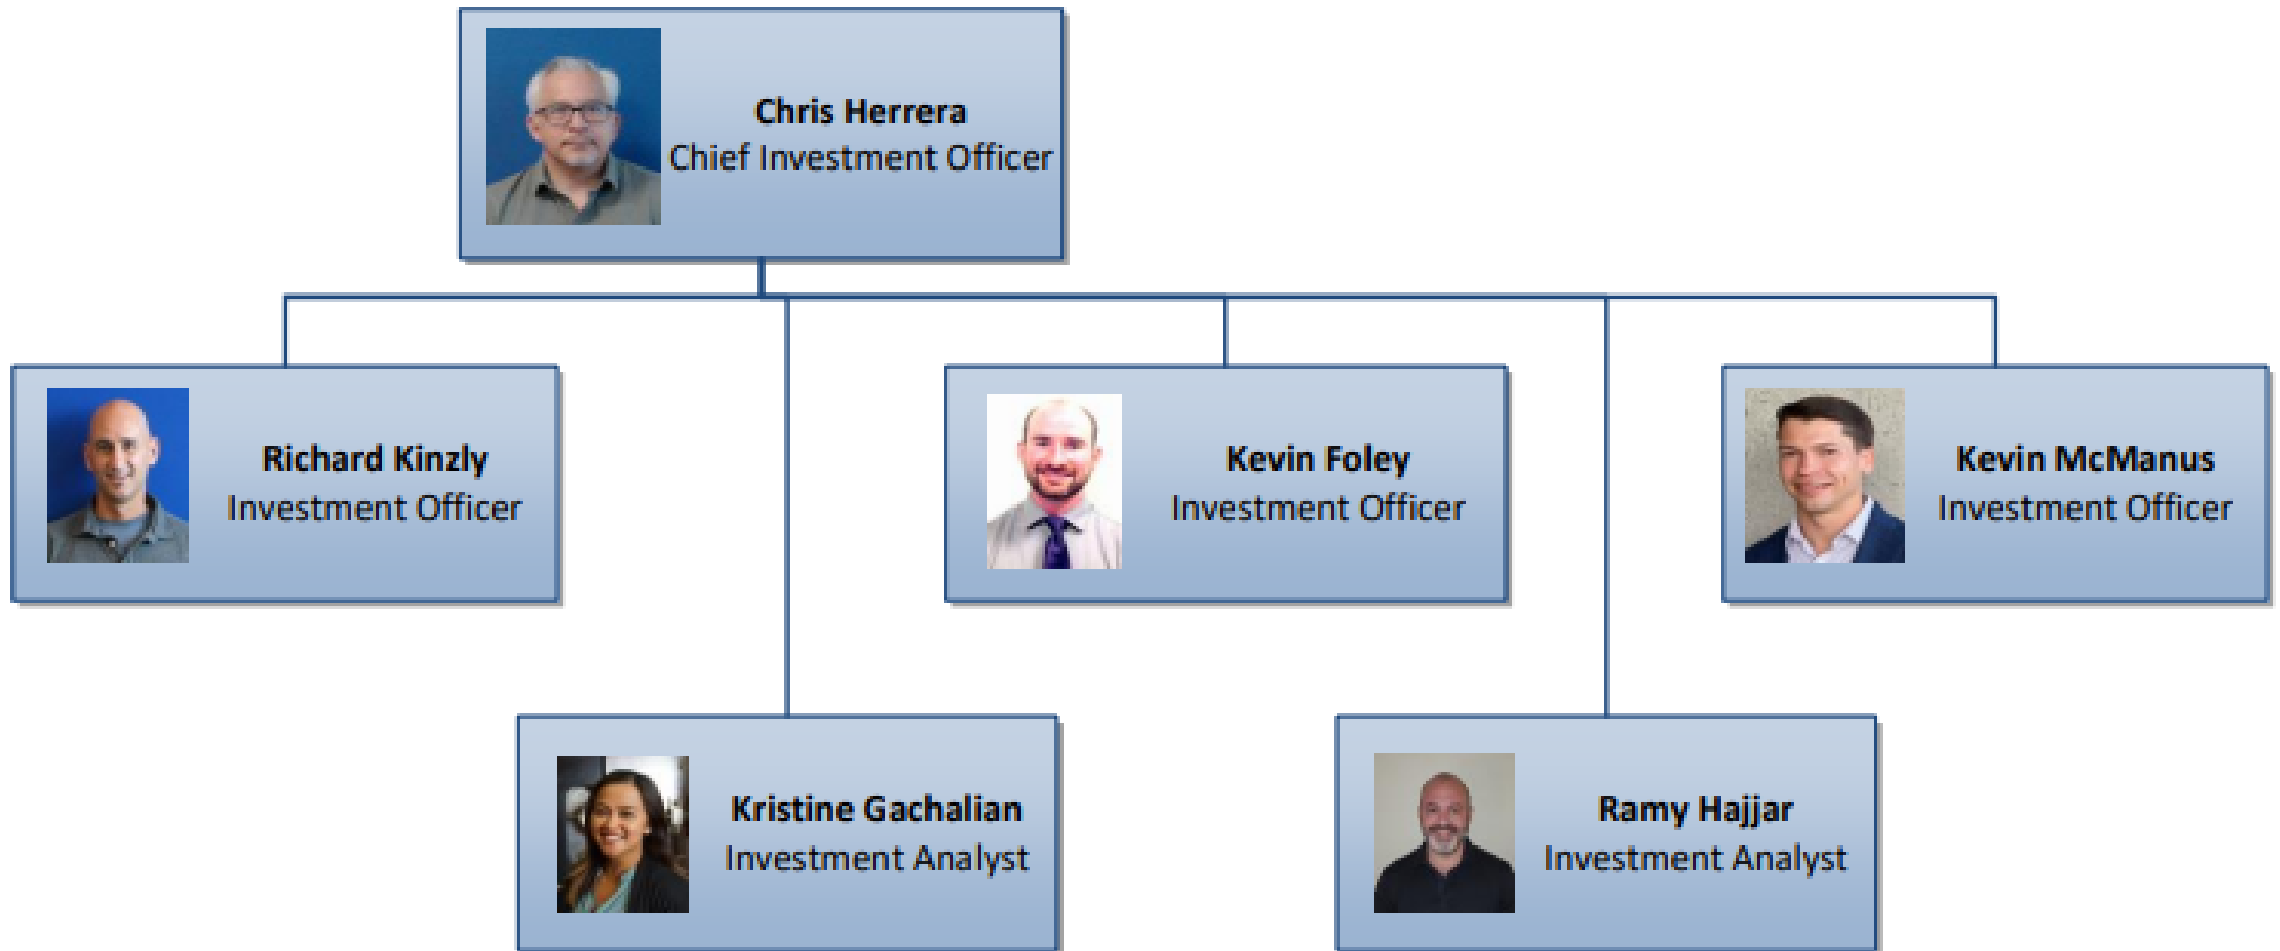 Chris Herrera
Chief Investment Officer
Richard Kinzly
Investment Officer
Kevin Foley
Investment Officer
Kevin McManus
Investment Officer
Kristine Gachalian
Investment Analyst
Ramy Hajjar
Investment Analyst